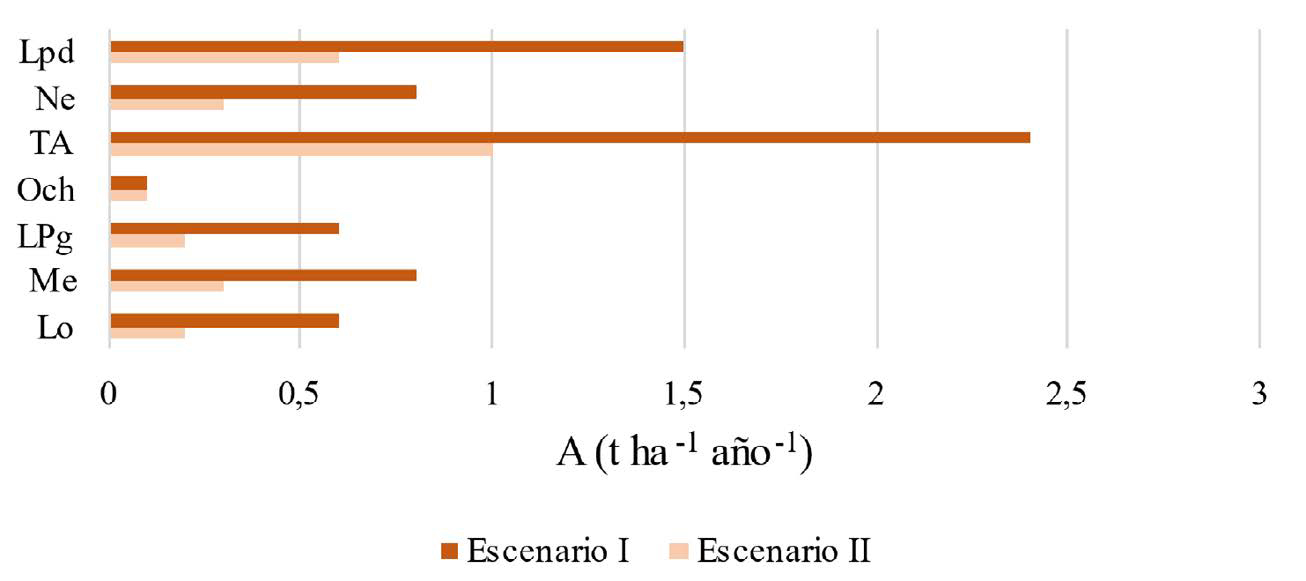 Lpd
Ne
TA
Och
LPg
Me
Lo
0 0,5 1 1,5 2 2,5 3
A (t ha⁻¹ año⁻¹)
Escenario I Escenario II